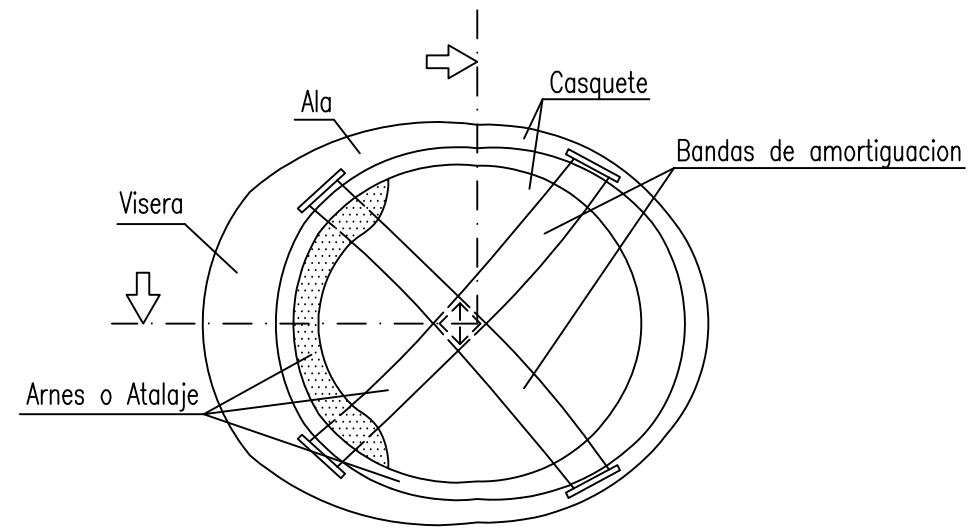 Casquete
Ala
Bandas de amortiguacion
Visera
Arnes o Atalaje